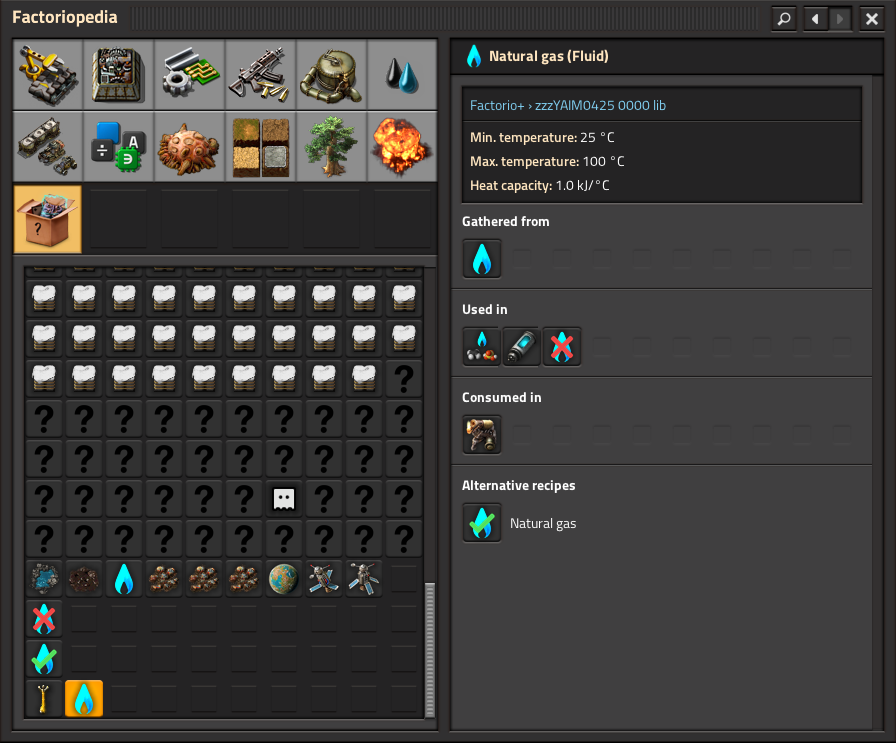 Factoriopedia
Natural gas (Fluid)
Factorio+ › zzzYAIM0425 0000 lib
Min. temperature: 25 °C
Max. temperature: 100 °C
Heat capacity: 1.0 kJ/°C
Gathered from
Used in
Consumed in
Alternative recipes
Natural gas